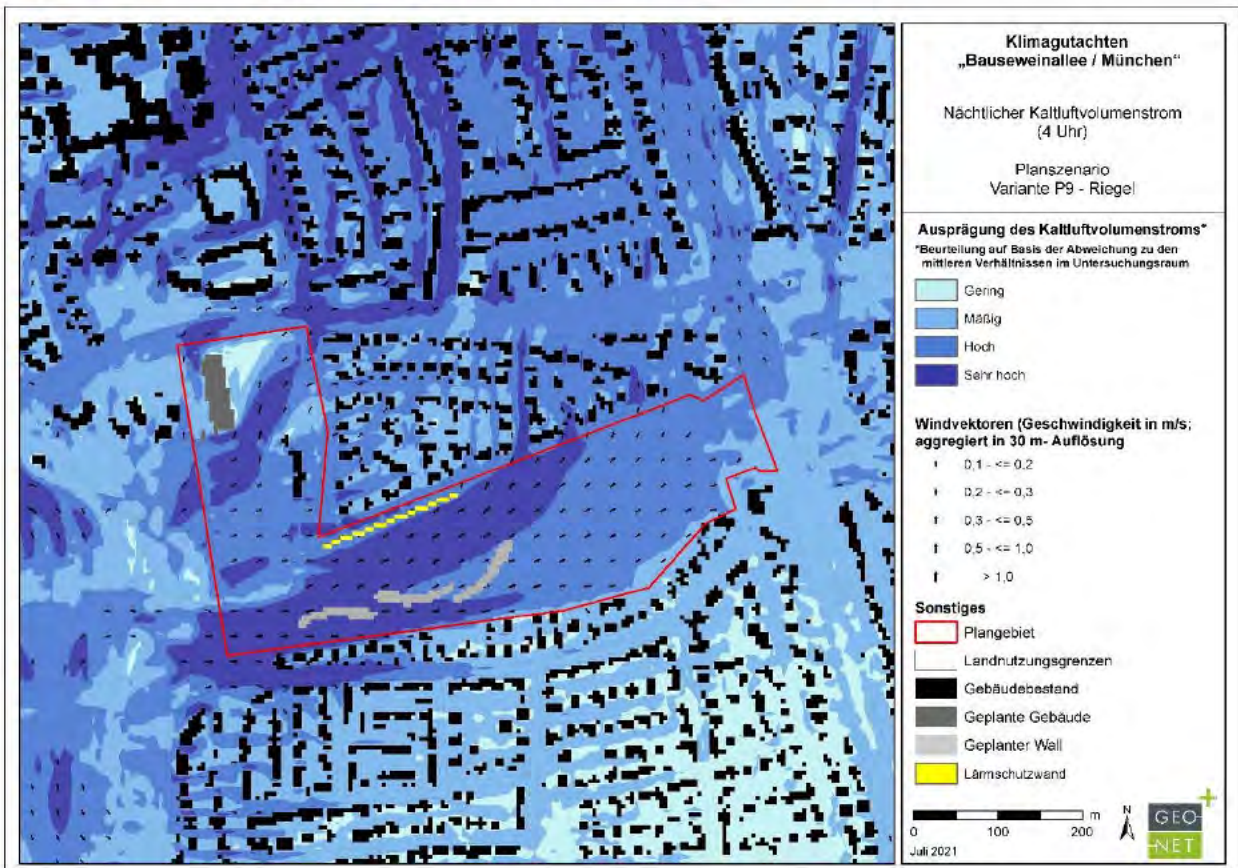 Klimagutachten
„Bauseweinallee / München“
Nächtlicher Kaltluftvolumenstrom
(4 Uhr)
Planszenario
Variante P9 - Riegel
Ausprägung des Kaltluftvolumenstroms*
*Beurteilung auf Basis der Abweichung zu den
mittleren Verhältnissen im Untersuchungsraum
Gering
Mäßig
Hoch
Sehr hoch
Windvektoren (Geschwindigkeit in m/s;
aggregiert in 30 m- Auflösung
0,1 - <= 0,2
0,2 - <= 0,3
0,3 - <= 0,5
0,5 - <= 1,0
> 1,0
Sonstiges
Plangebiet
Landnutzungsgrenzen
Gebäudebestand
Geplante Gebäude
Geplanter Wall
Lärmschutzwand
m
0 100 200
N
Juli 2021
GEO-
-NET